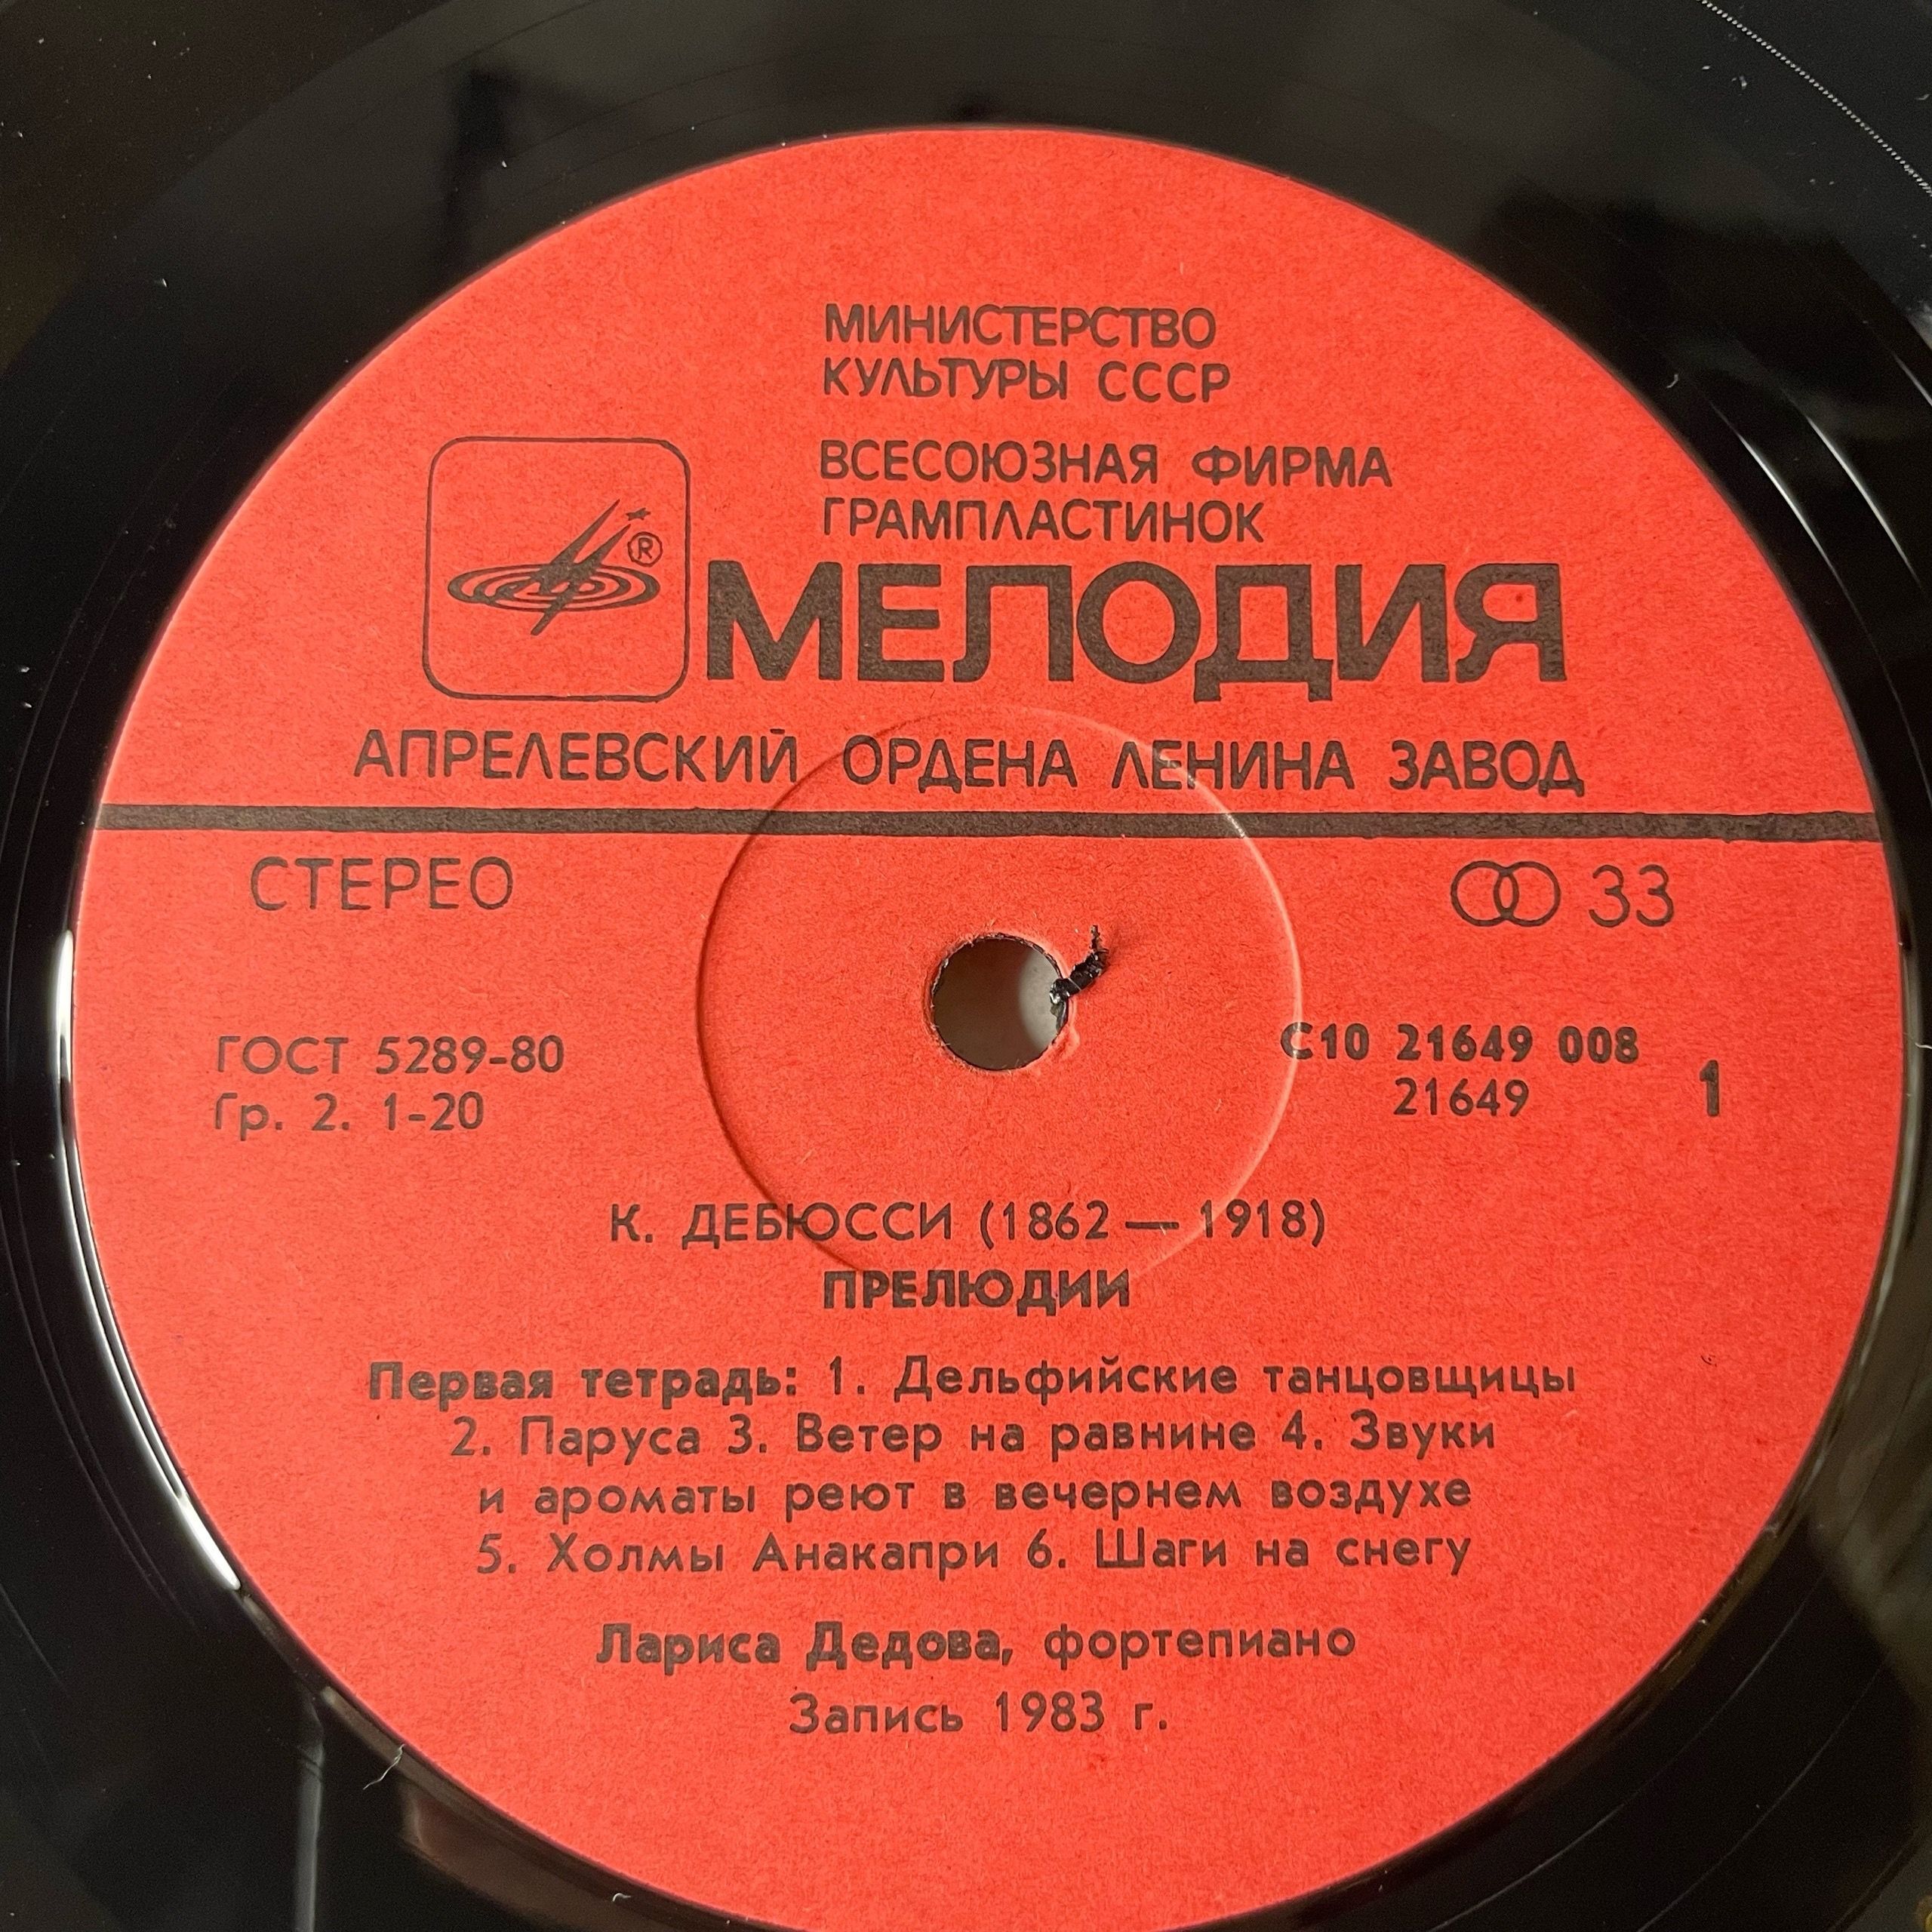 МИНИСТЕРСТВО
КУЛЬТУРЫ СССР
ВСЕСОЮЗНАЯ ФИРМА
ГРАМПЛАСТИНОК
®
МЕЛОДИЯ
АПРЕЛЕВСКИЙ ОРДЕНА ЛЕНИНА ЗАВОД
СТЕРЕО
33
ГОСТ 5289-80
Гр. 2. 1-20
С10 21649 008
21649
1
К. ДЕБЮССИ (1862 — 1918)
ПРЕЛЮДИИ
Первая тетрадь: 1. Дельфийские танцовщицы
2. Паруса 3. Ветер на равнине 4. Звуки
и ароматы реют в вечернем воздухе
5. Холмы Анакапри 6. Шаги на снегу
Лариса Дедова, фортепиано
Запись 1983 г.